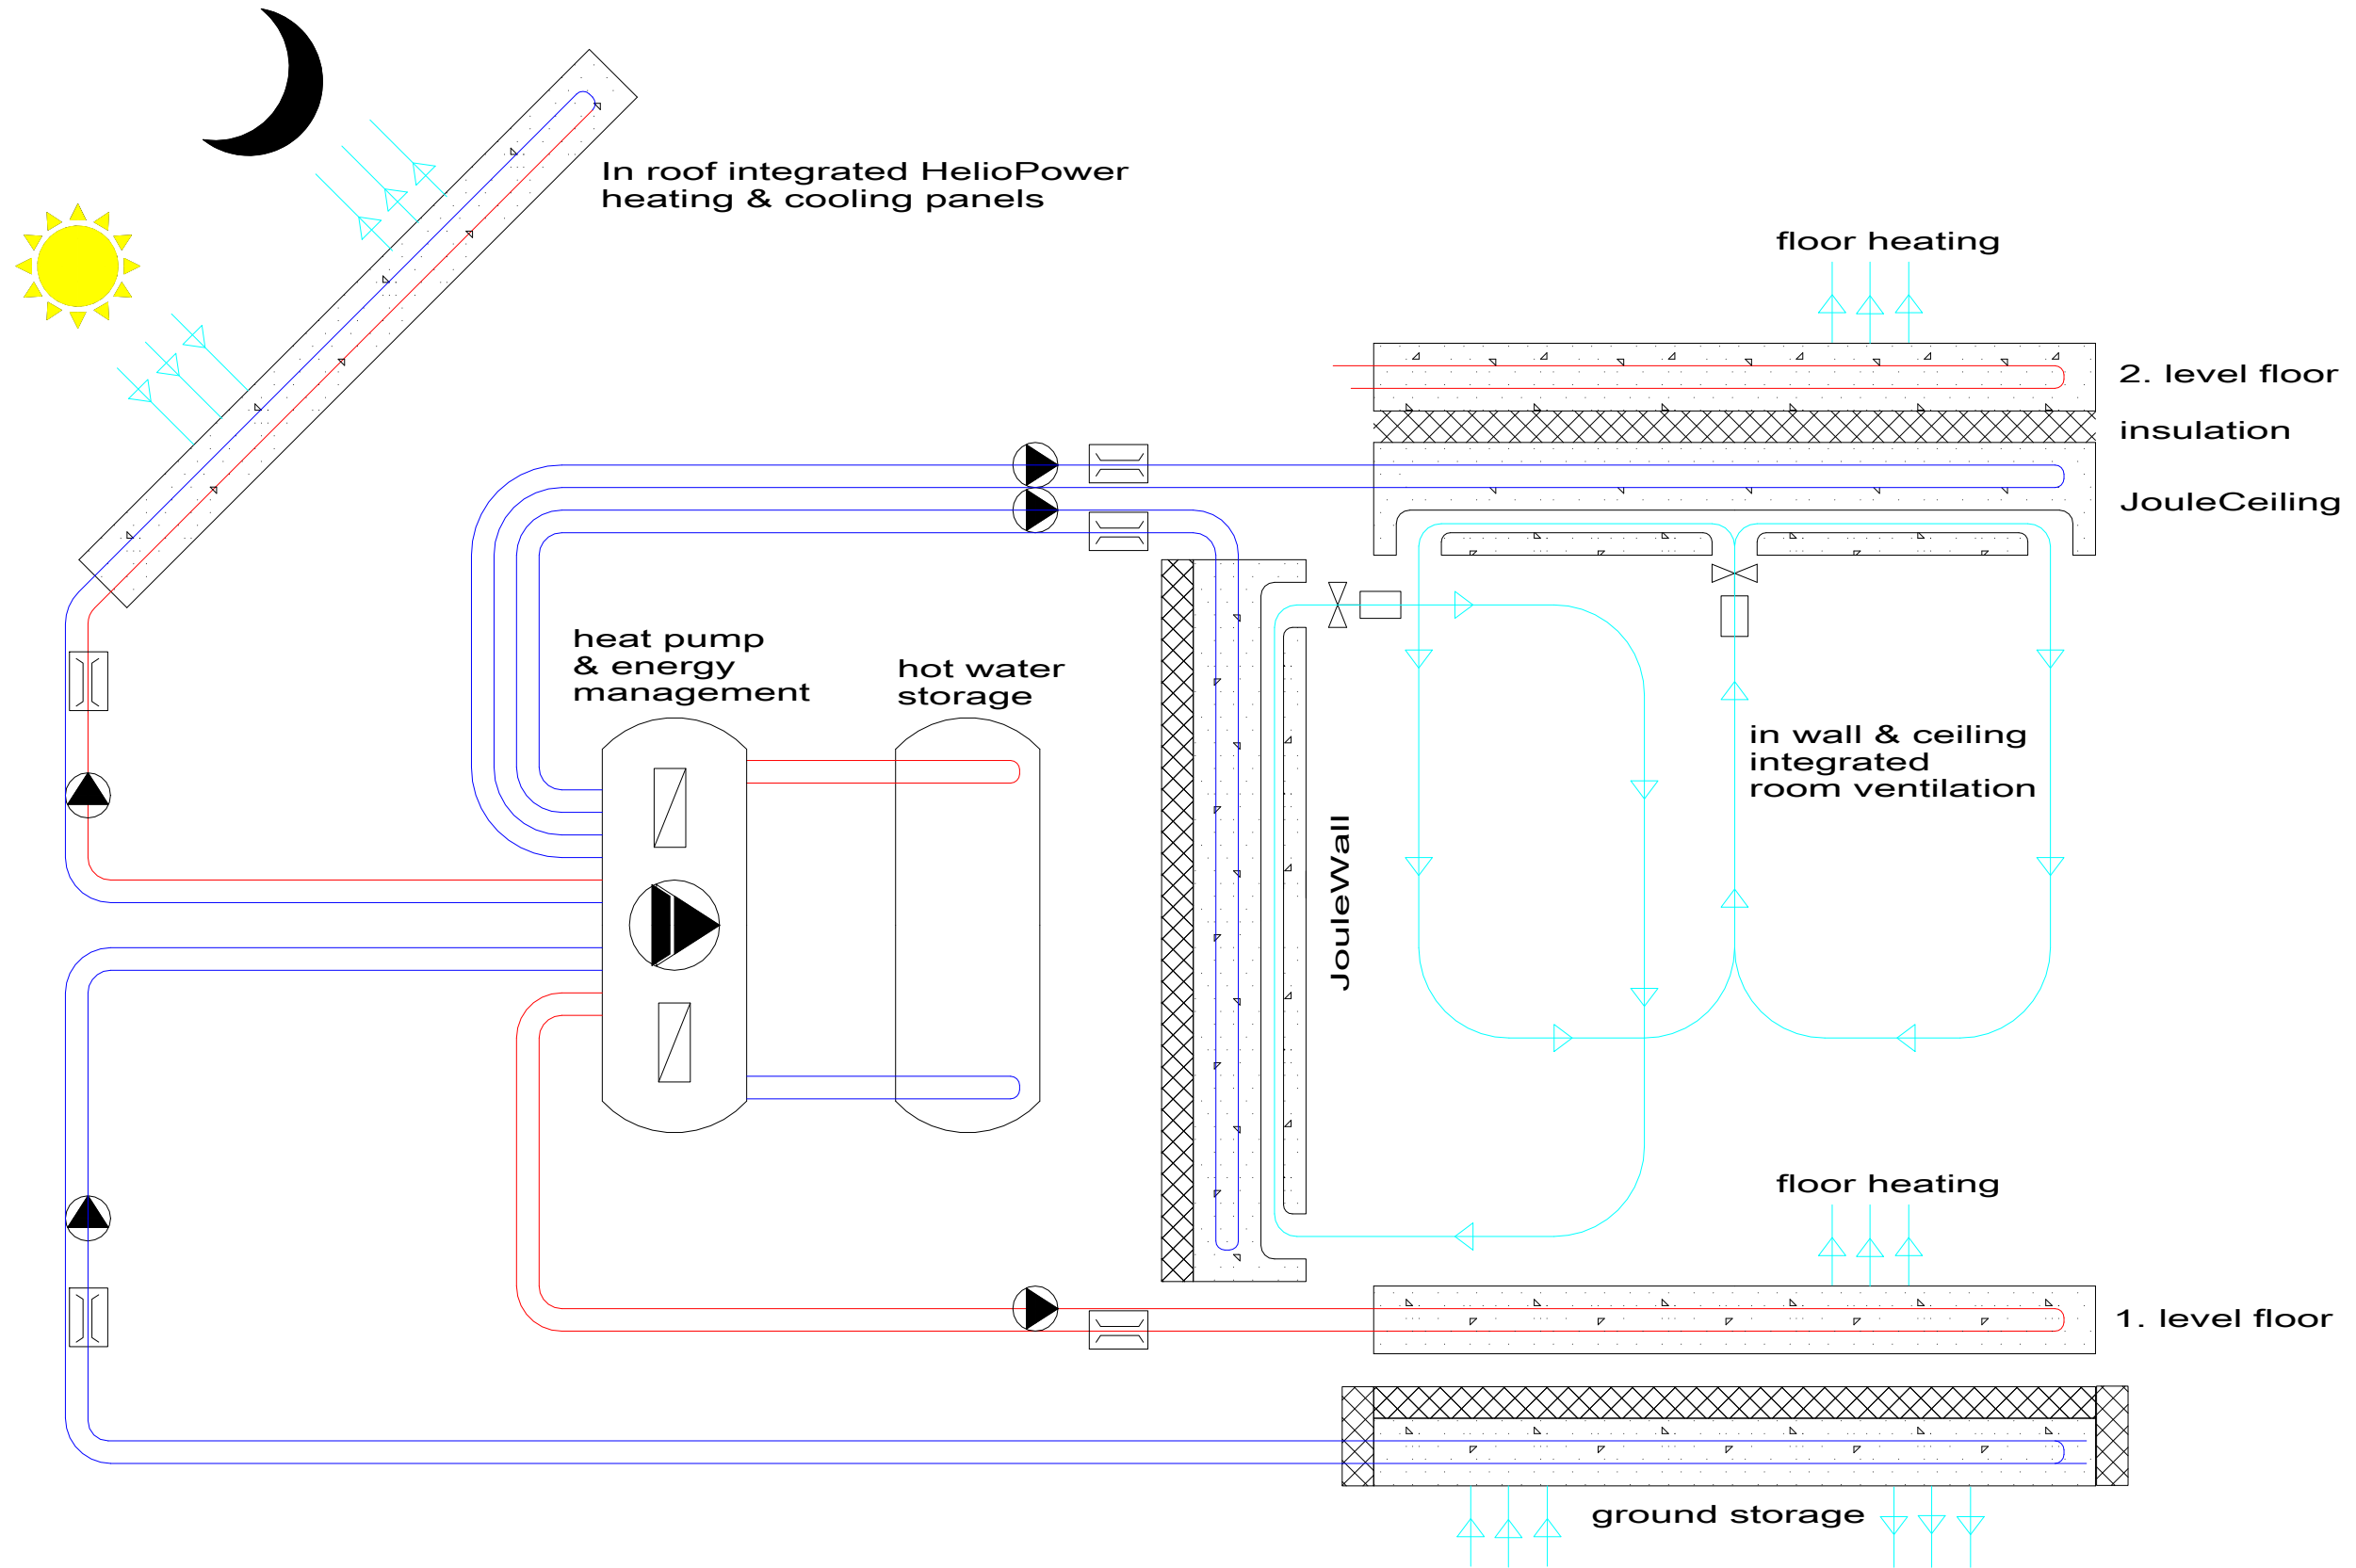 In roof integrated HelioPower
heating & cooling panels
floor heating
2. level floor
insulation
JouleCeiling
heat pump
& energy
management
hot water
storage
in wall & ceiling
integrated
room ventilation
JouleWall
floor heating
1. level floor
ground storage